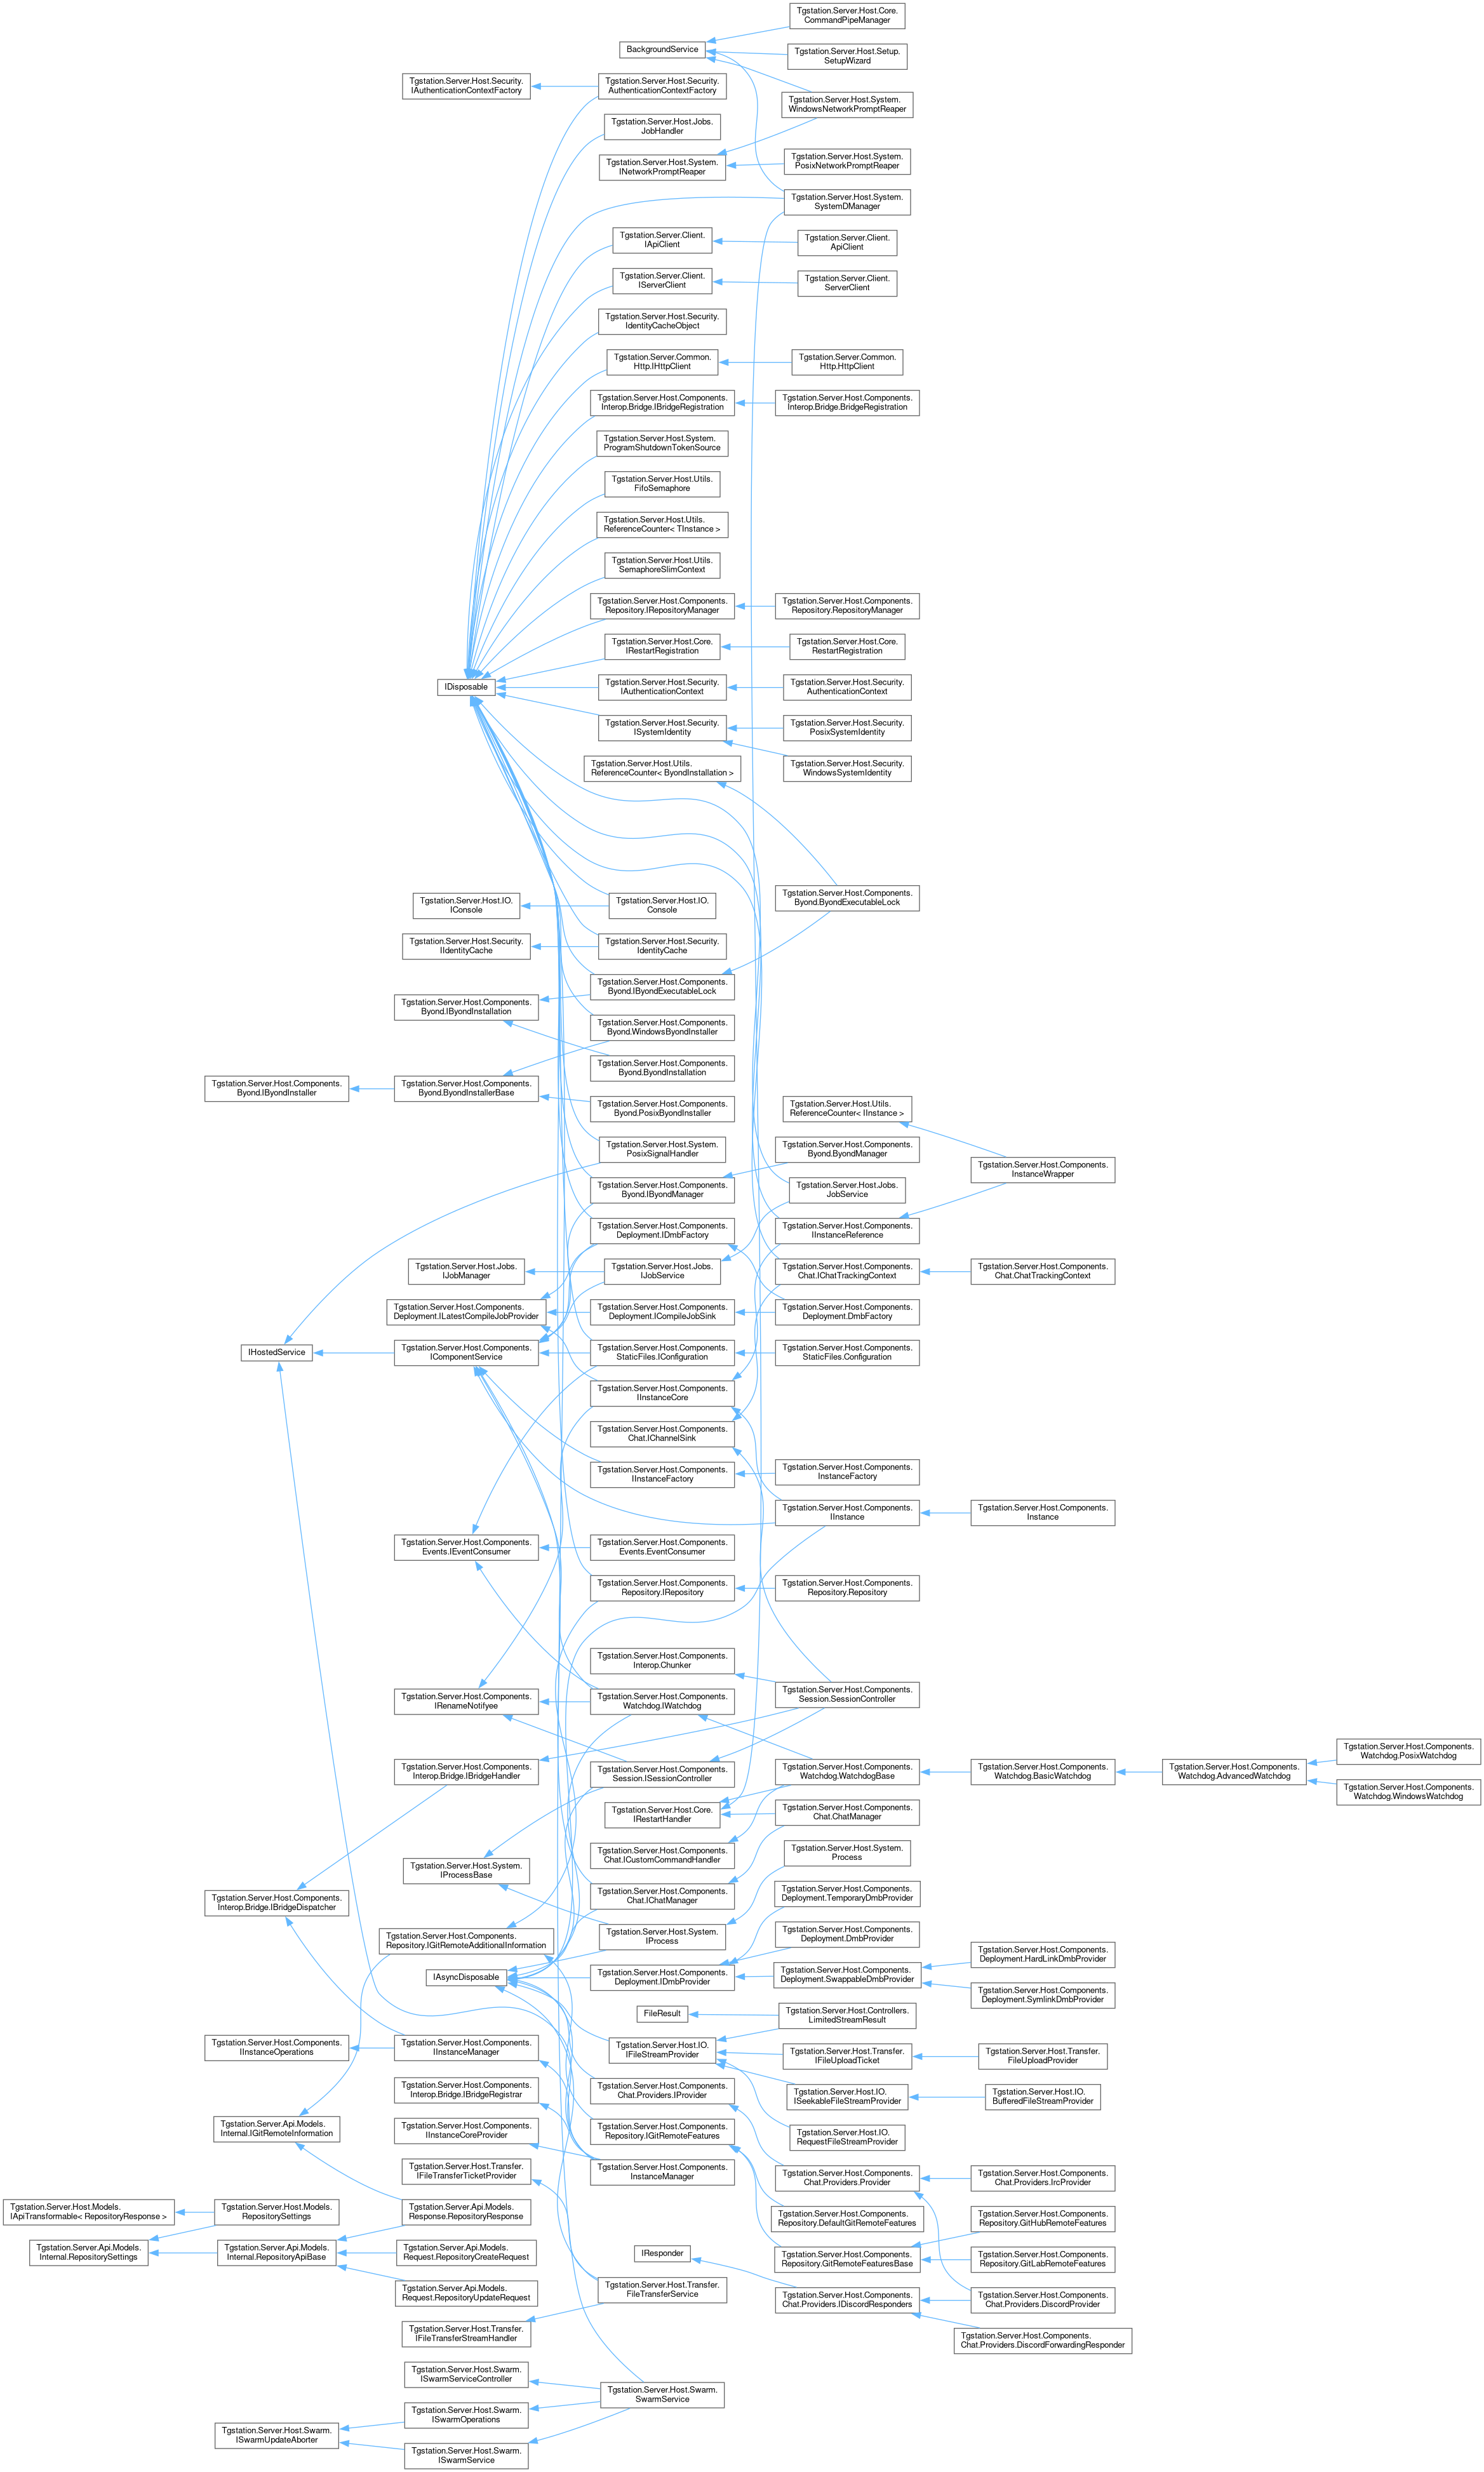 Tgstation.Server.Host.Core.
CommandPipeManager
BackgroundService
Tgstation.Server.Host.Setup.
SetupWizard
Tgstation.Server.Host.Security.
IAuthenticationContextFactory
Tgstation.Server.Host.Security.
AuthenticationContextFactory
Tgstation.Server.Host.System.
WindowsNetworkPromptReaper
Tgstation.Server.Host.Jobs.
JobHandler
Tgstation.Server.Host.System.
INetworkPromptReaper
Tgstation.Server.Host.System.
PosixNetworkPromptReaper
Tgstation.Server.Host.System.
SystemDManager
Tgstation.Server.Client.
IApiClient
Tgstation.Server.Client.
ApiClient
Tgstation.Server.Client.
IServerClient
Tgstation.Server.Client.
ServerClient
Tgstation.Server.Host.Security.
IdentityCacheObject
Tgstation.Server.Common.
Http.IHttpClient
Tgstation.Server.Common.
Http.HttpClient
Tgstation.Server.Host.Components.
Interop.Bridge.IBridgeRegistration
Tgstation.Server.Host.Components.
Interop.Bridge.BridgeRegistration
Tgstation.Server.Host.System.
ProgramShutdownTokenSource
Tgstation.Server.Host.Utils.
FifoSemaphore
Tgstation.Server.Host.Utils.
ReferenceCounter< TInstance >
Tgstation.Server.Host.Utils.
SemaphoreSlimContext
Tgstation.Server.Host.Components.
Repository.IRepositoryManager
Tgstation.Server.Host.Components.
Repository.RepositoryManager
Tgstation.Server.Host.Core.
IRestartRegistration
Tgstation.Server.Host.Core.
RestartRegistration
IDisposable
Tgstation.Server.Host.Security.
IAuthenticationContext
Tgstation.Server.Host.Security.
AuthenticationContext
Tgstation.Server.Host.Security.
ISystemIdentity
Tgstation.Server.Host.Security.
PosixSystemIdentity
Tgstation.Server.Host.Utils.
ReferenceCounter< ByondInstallation >
Tgstation.Server.Host.Security.
WindowsSystemIdentity
Tgstation.Server.Host.IO.
IConsole
Tgstation.Server.Host.IO.
Console
Tgstation.Server.Host.Components.
Byond.ByondExecutableLock
Tgstation.Server.Host.Security.
IIdentityCache
Tgstation.Server.Host.Security.
IdentityCache
Tgstation.Server.Host.Components.
Byond.IByondInstallation
Tgstation.Server.Host.Components.
Byond.IByondExecutableLock
Tgstation.Server.Host.Components.
Byond.WindowsByondInstaller
Tgstation.Server.Host.Components.
Byond.ByondInstallation
Tgstation.Server.Host.Components.
Byond.IByondInstaller
Tgstation.Server.Host.Components.
Byond.ByondInstallerBase
Tgstation.Server.Host.Components.
Byond.PosixByondInstaller
Tgstation.Server.Host.Utils.
ReferenceCounter< IInstance >
Tgstation.Server.Host.System.
PosixSignalHandler
Tgstation.Server.Host.Components.
Byond.ByondManager
Tgstation.Server.Host.Components.
InstanceWrapper
Tgstation.Server.Host.Components.
Byond.IByondManager
Tgstation.Server.Host.Jobs.
JobService
Tgstation.Server.Host.Components.
Deployment.IDmbFactory
Tgstation.Server.Host.Components.
IInstanceReference
Tgstation.Server.Host.Jobs.
IJobManager
Tgstation.Server.Host.Jobs.
IJobService
Tgstation.Server.Host.Components.
Chat.IChatTrackingContext
Tgstation.Server.Host.Components.
Chat.ChatTrackingContext
Tgstation.Server.Host.Components.
Deployment.ILatestCompileJobProvider
Tgstation.Server.Host.Components.
Deployment.ICompileJobSink
Tgstation.Server.Host.Components.
Deployment.DmbFactory
IHostedService
Tgstation.Server.Host.Components.
IComponentService
Tgstation.Server.Host.Components.
StaticFiles.IConfiguration
Tgstation.Server.Host.Components.
StaticFiles.Configuration
Tgstation.Server.Host.Components.
IInstanceCore
Tgstation.Server.Host.Components.
Chat.IChannelSink
Tgstation.Server.Host.Components.
IInstanceFactory
Tgstation.Server.Host.Components.
InstanceFactory
Tgstation.Server.Host.Components.
IInstance
Tgstation.Server.Host.Components.
Instance
Tgstation.Server.Host.Components.
Events.IEventConsumer
Tgstation.Server.Host.Components.
Events.EventConsumer
Tgstation.Server.Host.Components.
Repository.IRepository
Tgstation.Server.Host.Components.
Repository.Repository
Tgstation.Server.Host.Components.
Interop.Chunker
Tgstation.Server.Host.Components.
IRenameNotifyee
Tgstation.Server.Host.Components.
Watchdog.IWatchdog
Tgstation.Server.Host.Components.
Session.SessionController
Tgstation.Server.Host.Components.
Interop.Bridge.IBridgeHandler
Tgstation.Server.Host.Components.
Session.ISessionController
Tgstation.Server.Host.Components.
Watchdog.WatchdogBase
Tgstation.Server.Host.Components.
Watchdog.BasicWatchdog
Tgstation.Server.Host.Components.
Watchdog.AdvancedWatchdog
Tgstation.Server.Host.Components.
Watchdog.PosixWatchdog
Tgstation.Server.Host.Components.
Watchdog.WindowsWatchdog
Tgstation.Server.Host.Core.
IRestartHandler
Tgstation.Server.Host.Components.
Chat.ChatManager
Tgstation.Server.Host.Components.
Chat.ICustomCommandHandler
Tgstation.Server.Host.System.
Process
Tgstation.Server.Host.System.
IProcessBase
Tgstation.Server.Host.Components.
Chat.IChatManager
Tgstation.Server.Host.Components.
Deployment.TemporaryDmbProvider
Tgstation.Server.Host.Components.
Interop.Bridge.IBridgeDispatcher
Tgstation.Server.Host.Components.
Repository.IGitRemoteAdditionalInformation
Tgstation.Server.Host.System.
IProcess
Tgstation.Server.Host.Components.
Deployment.DmbProvider
IAsyncDisposable
Tgstation.Server.Host.Components.
Deployment.IDmbProvider
Tgstation.Server.Host.Components.
Deployment.SwappableDmbProvider
Tgstation.Server.Host.Components.
Deployment.HardLinkDmbProvider
Tgstation.Server.Host.Components.
Deployment.SymlinkDmbProvider
FileResult
Tgstation.Server.Host.Controllers.
LimitedStreamResult
Tgstation.Server.Host.Components.
IInstanceOperations
Tgstation.Server.Host.Components.
IInstanceManager
Tgstation.Server.Host.IO.
IFileStreamProvider
Tgstation.Server.Host.Transfer.
IFileUploadTicket
Tgstation.Server.Host.Transfer.
FileUploadProvider
Tgstation.Server.Host.Components.
Interop.Bridge.IBridgeRegistrar
Tgstation.Server.Host.Components.
Chat.Providers.IProvider
Tgstation.Server.Host.IO.
ISeekableFileStreamProvider
Tgstation.Server.Host.IO.
BufferedFileStreamProvider
Tgstation.Server.Api.Models.
Internal.IGitRemoteInformation
Tgstation.Server.Host.Components.
IInstanceCoreProvider
Tgstation.Server.Host.Components.
Repository.IGitRemoteFeatures
Tgstation.Server.Host.IO.
RequestFileStreamProvider
Tgstation.Server.Host.Transfer.
IFileTransferTicketProvider
Tgstation.Server.Host.Components.
InstanceManager
Tgstation.Server.Host.Components.
Chat.Providers.Provider
Tgstation.Server.Host.Components.
Chat.Providers.IrcProvider
Tgstation.Server.Host.Models.
IApiTransformable< RepositoryResponse >
Tgstation.Server.Host.Models.
RepositorySettings
Tgstation.Server.Api.Models.
Response.RepositoryResponse
Tgstation.Server.Host.Components.
Repository.DefaultGitRemoteFeatures
Tgstation.Server.Host.Components.
Repository.GitHubRemoteFeatures
Tgstation.Server.Api.Models.
Internal.RepositorySettings
Tgstation.Server.Api.Models.
Internal.RepositoryApiBase
Tgstation.Server.Api.Models.
Request.RepositoryCreateRequest
IResponder
Tgstation.Server.Host.Components.
Repository.GitRemoteFeaturesBase
Tgstation.Server.Host.Components.
Repository.GitLabRemoteFeatures
Tgstation.Server.Api.Models.
Request.RepositoryUpdateRequest
Tgstation.Server.Host.Transfer.
FileTransferService
Tgstation.Server.Host.Components.
Chat.Providers.IDiscordResponders
Tgstation.Server.Host.Components.
Chat.Providers.DiscordProvider
Tgstation.Server.Host.Transfer.
IFileTransferStreamHandler
Tgstation.Server.Host.Components.
Chat.Providers.DiscordForwardingResponder
Tgstation.Server.Host.Swarm.
ISwarmServiceController
Tgstation.Server.Host.Swarm.
SwarmService
Tgstation.Server.Host.Swarm.
ISwarmOperations
Tgstation.Server.Host.Swarm.
ISwarmUpdateAborter
Tgstation.Server.Host.Swarm.
ISwarmService